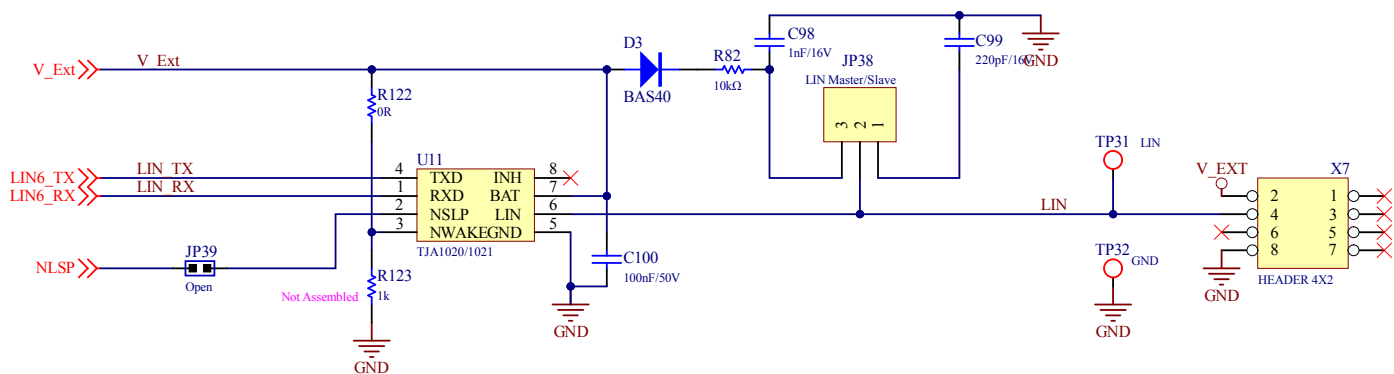 V_Ext
V_Ext
D3
BAS40
R82
10kΩ
C98
1nF/16V
JP38
LIN Master/Slave
3
2
1
C99
220pF/16V
GND
R122
0R
LIN6_TX
LIN6_RX
LIN_TX
LIN_RX
U11
4 TXD INH 8
1 RXD BAT 7
2 NSLP LIN 6
3 NWAKE GND 5
TJA1020/1021
NLSP
JP39
Open
R123
1k
Not Assembled
GND
C100
100nF/50V
GND
LIN
TP31 LIN
TP32 GND
GND
V_EXT
X7
2 1
4 3
6 5
8 7
HEADER 4X2
GND